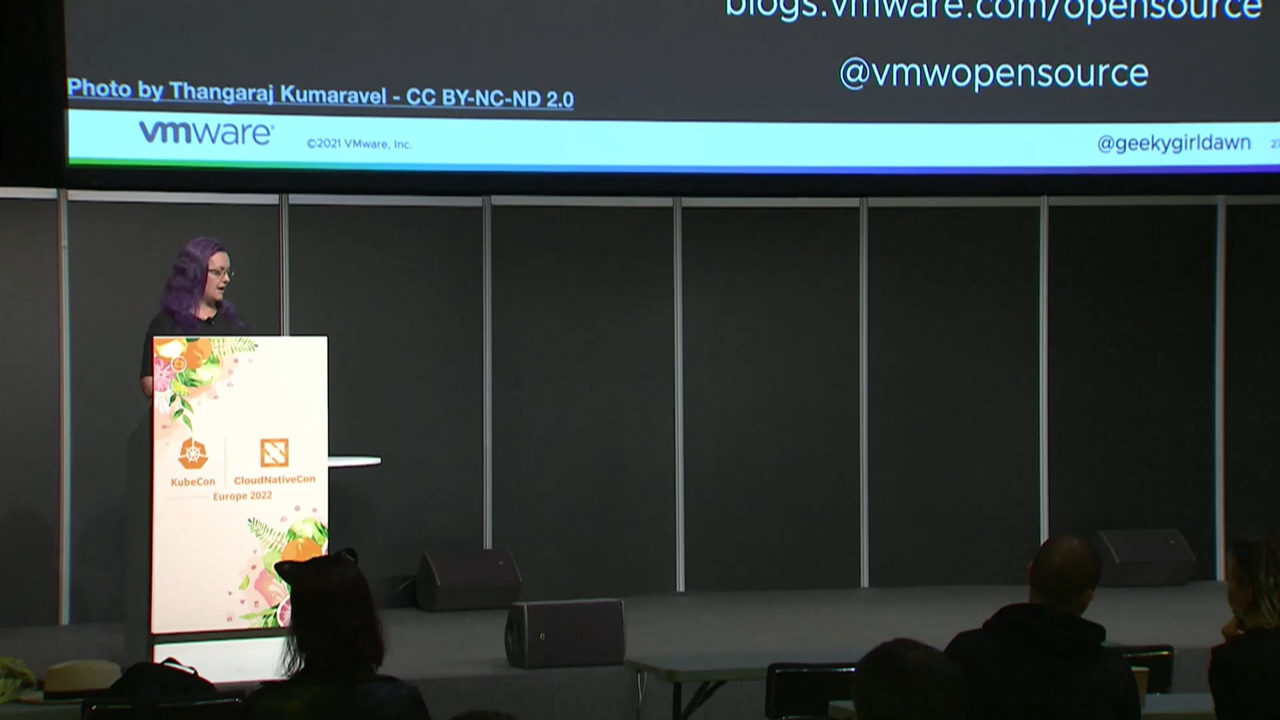 blogs.vmware.com/opensource
@vmwopensource
Photo by Thangaraj Kumaravel - CC BY-NC-ND 2.0
vmware
©2021 VMware, Inc.
@geekygirldawn
KubeCon
CloudNativeCon
Europe 2022